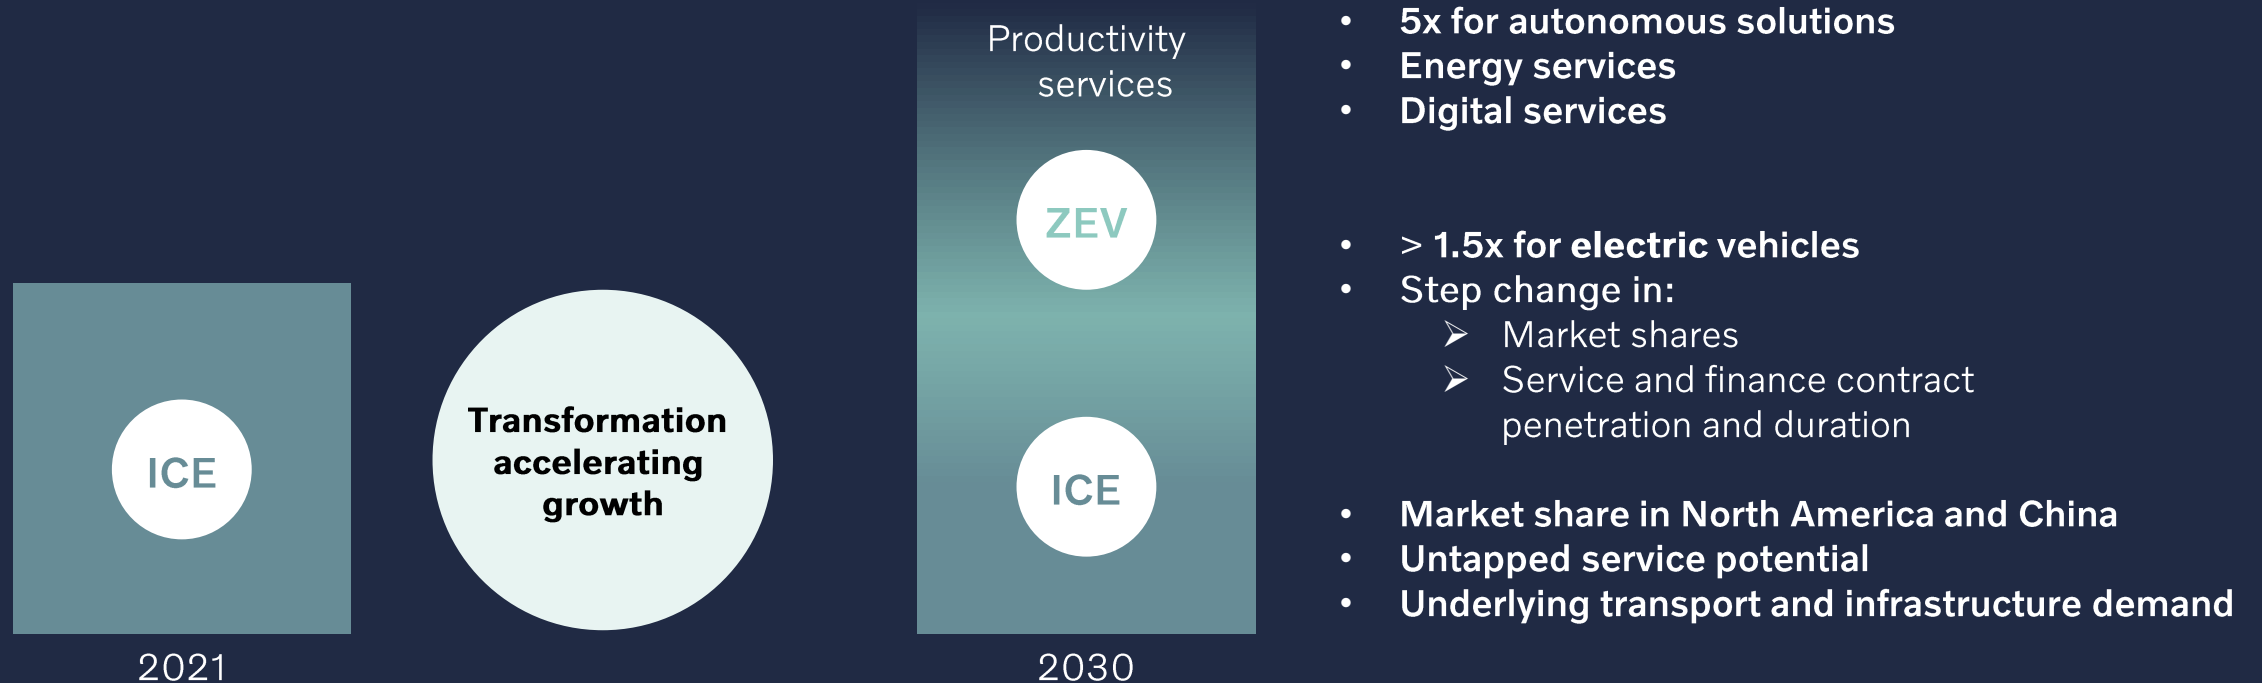 ICE
2021
Transformation
accelerating
growth
Productivity
services
ZEV
ICE
2030
• 5x for autonomous solutions
• Energy services
• Digital services
• > 1.5x for electric vehicles
• Step change in:
➢ Market shares
➢ Service and finance contract
penetration and duration
• Market share in North America and China
• Untapped service potential
• Underlying transport and infrastructure demand